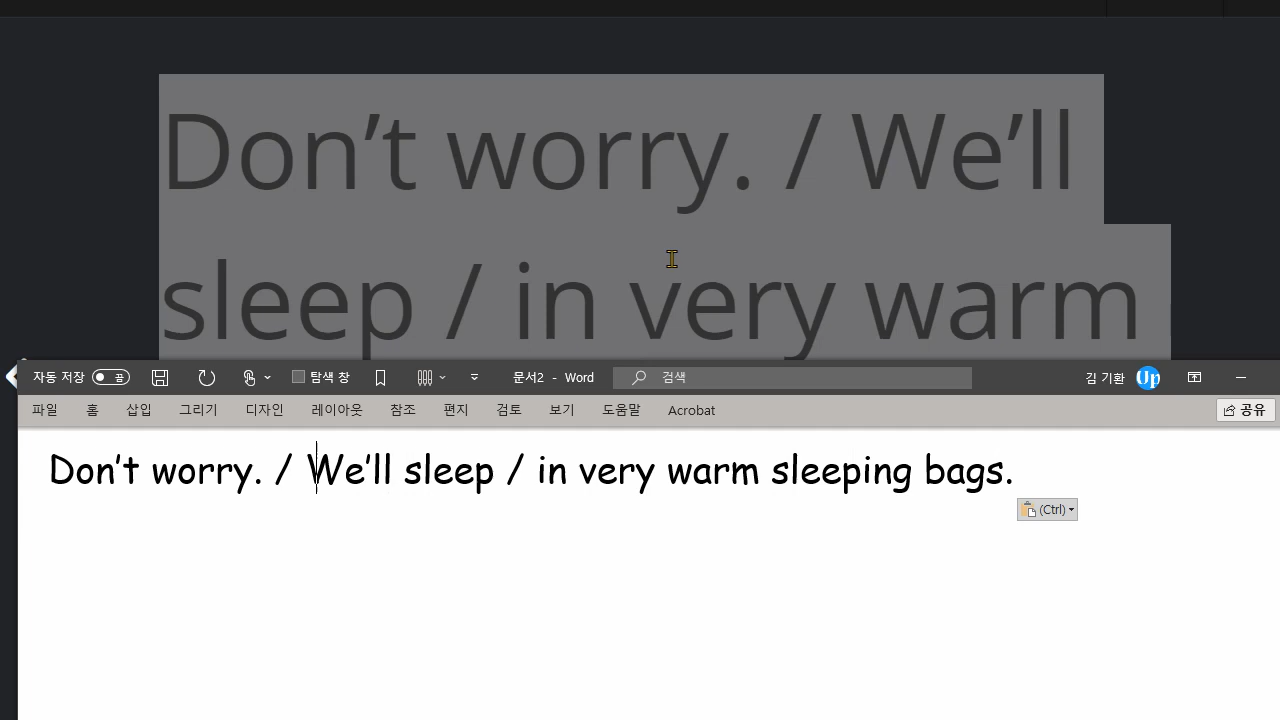 Don’t worry. / We’ll
sleep / in very warm
자동 저장 끔 탐색 창 문서2 - Word 검색 김 기환 Up
파일 홈 삽입 그리기 디자인 레이아웃 참조 편지 검토 보기 도움말 Acrobat 공유
Don’t worry. / We’ll sleep / in very warm sleeping bags.
(Ctrl)